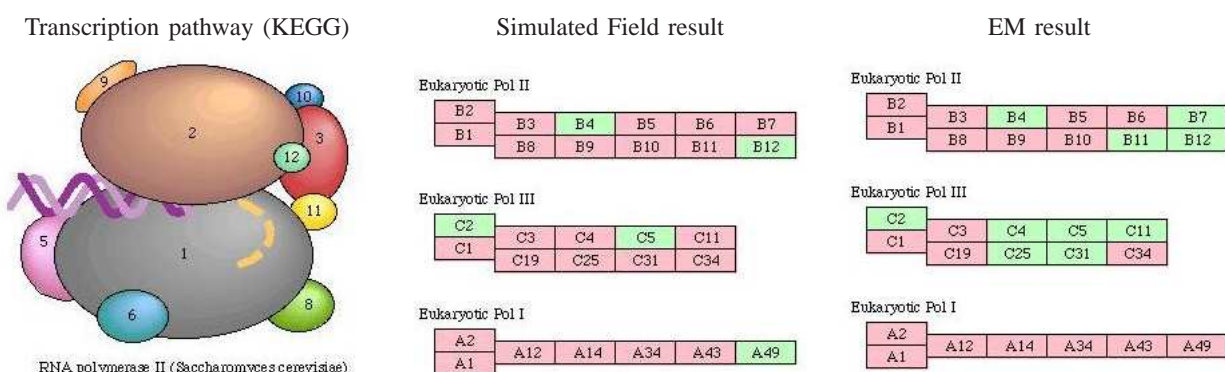 Transcription pathway (KEGG)
9
10
2
3
12
11
5
1
6
8
RNA polymerase II (Saccharomyces cerevisiae)
Simulated Field result
Eukaryotic Pol II
B2
B1
B3 B4 B5 B6 B7
B8 B9 B10 B11 B12
Eukaryotic Pol III
C2
C1
C3 C4 C5 C11
C19 C25 C31 C34
Eukaryotic Pol I
A2
A1
A12 A14 A34 A43 A49
EM result
Eukaryotic Pol II
B2
B1
B3 B4 B5 B6 B7
B8 B9 B10 B11 B12
Eukaryotic Pol III
C2
C1
C3 C4 C5 C11
C19 C25 C31 C34
Eukaryotic Pol I
A2
A1
A12 A14 A34 A43 A49